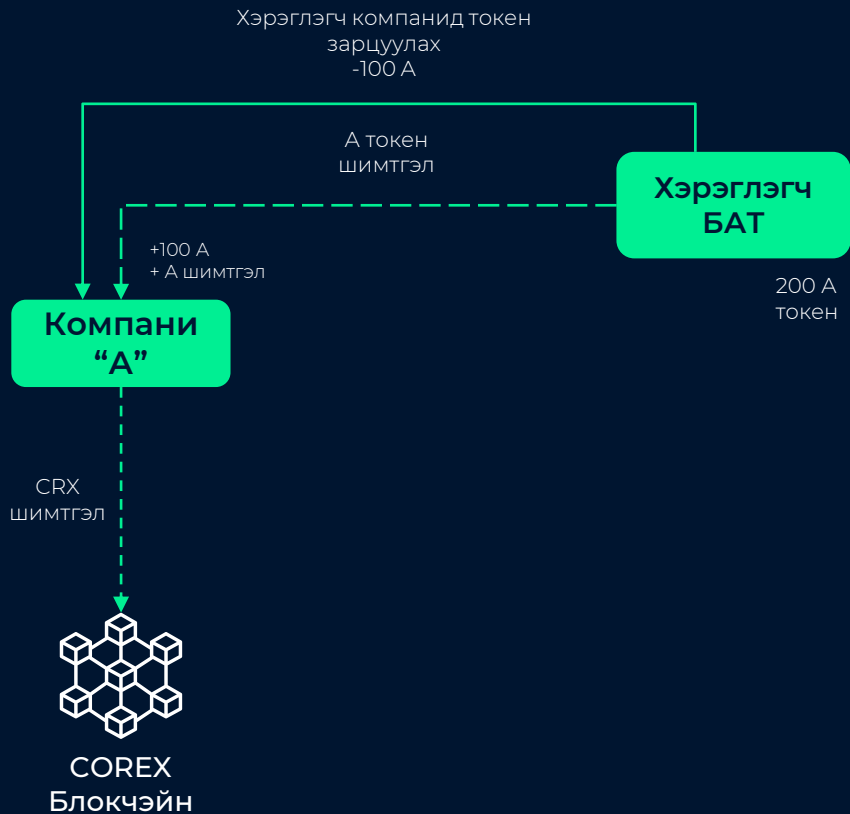 Хэрэглэгч компанид токен
зарцуулах
-100 А
А токен
шимтгэл
Хэрэглэгч
БАТ
+100 А
+ А шимтгэл
200 А
токен
Компани
“А”
CRX
шимтгэл
COREX
Блокчэйн